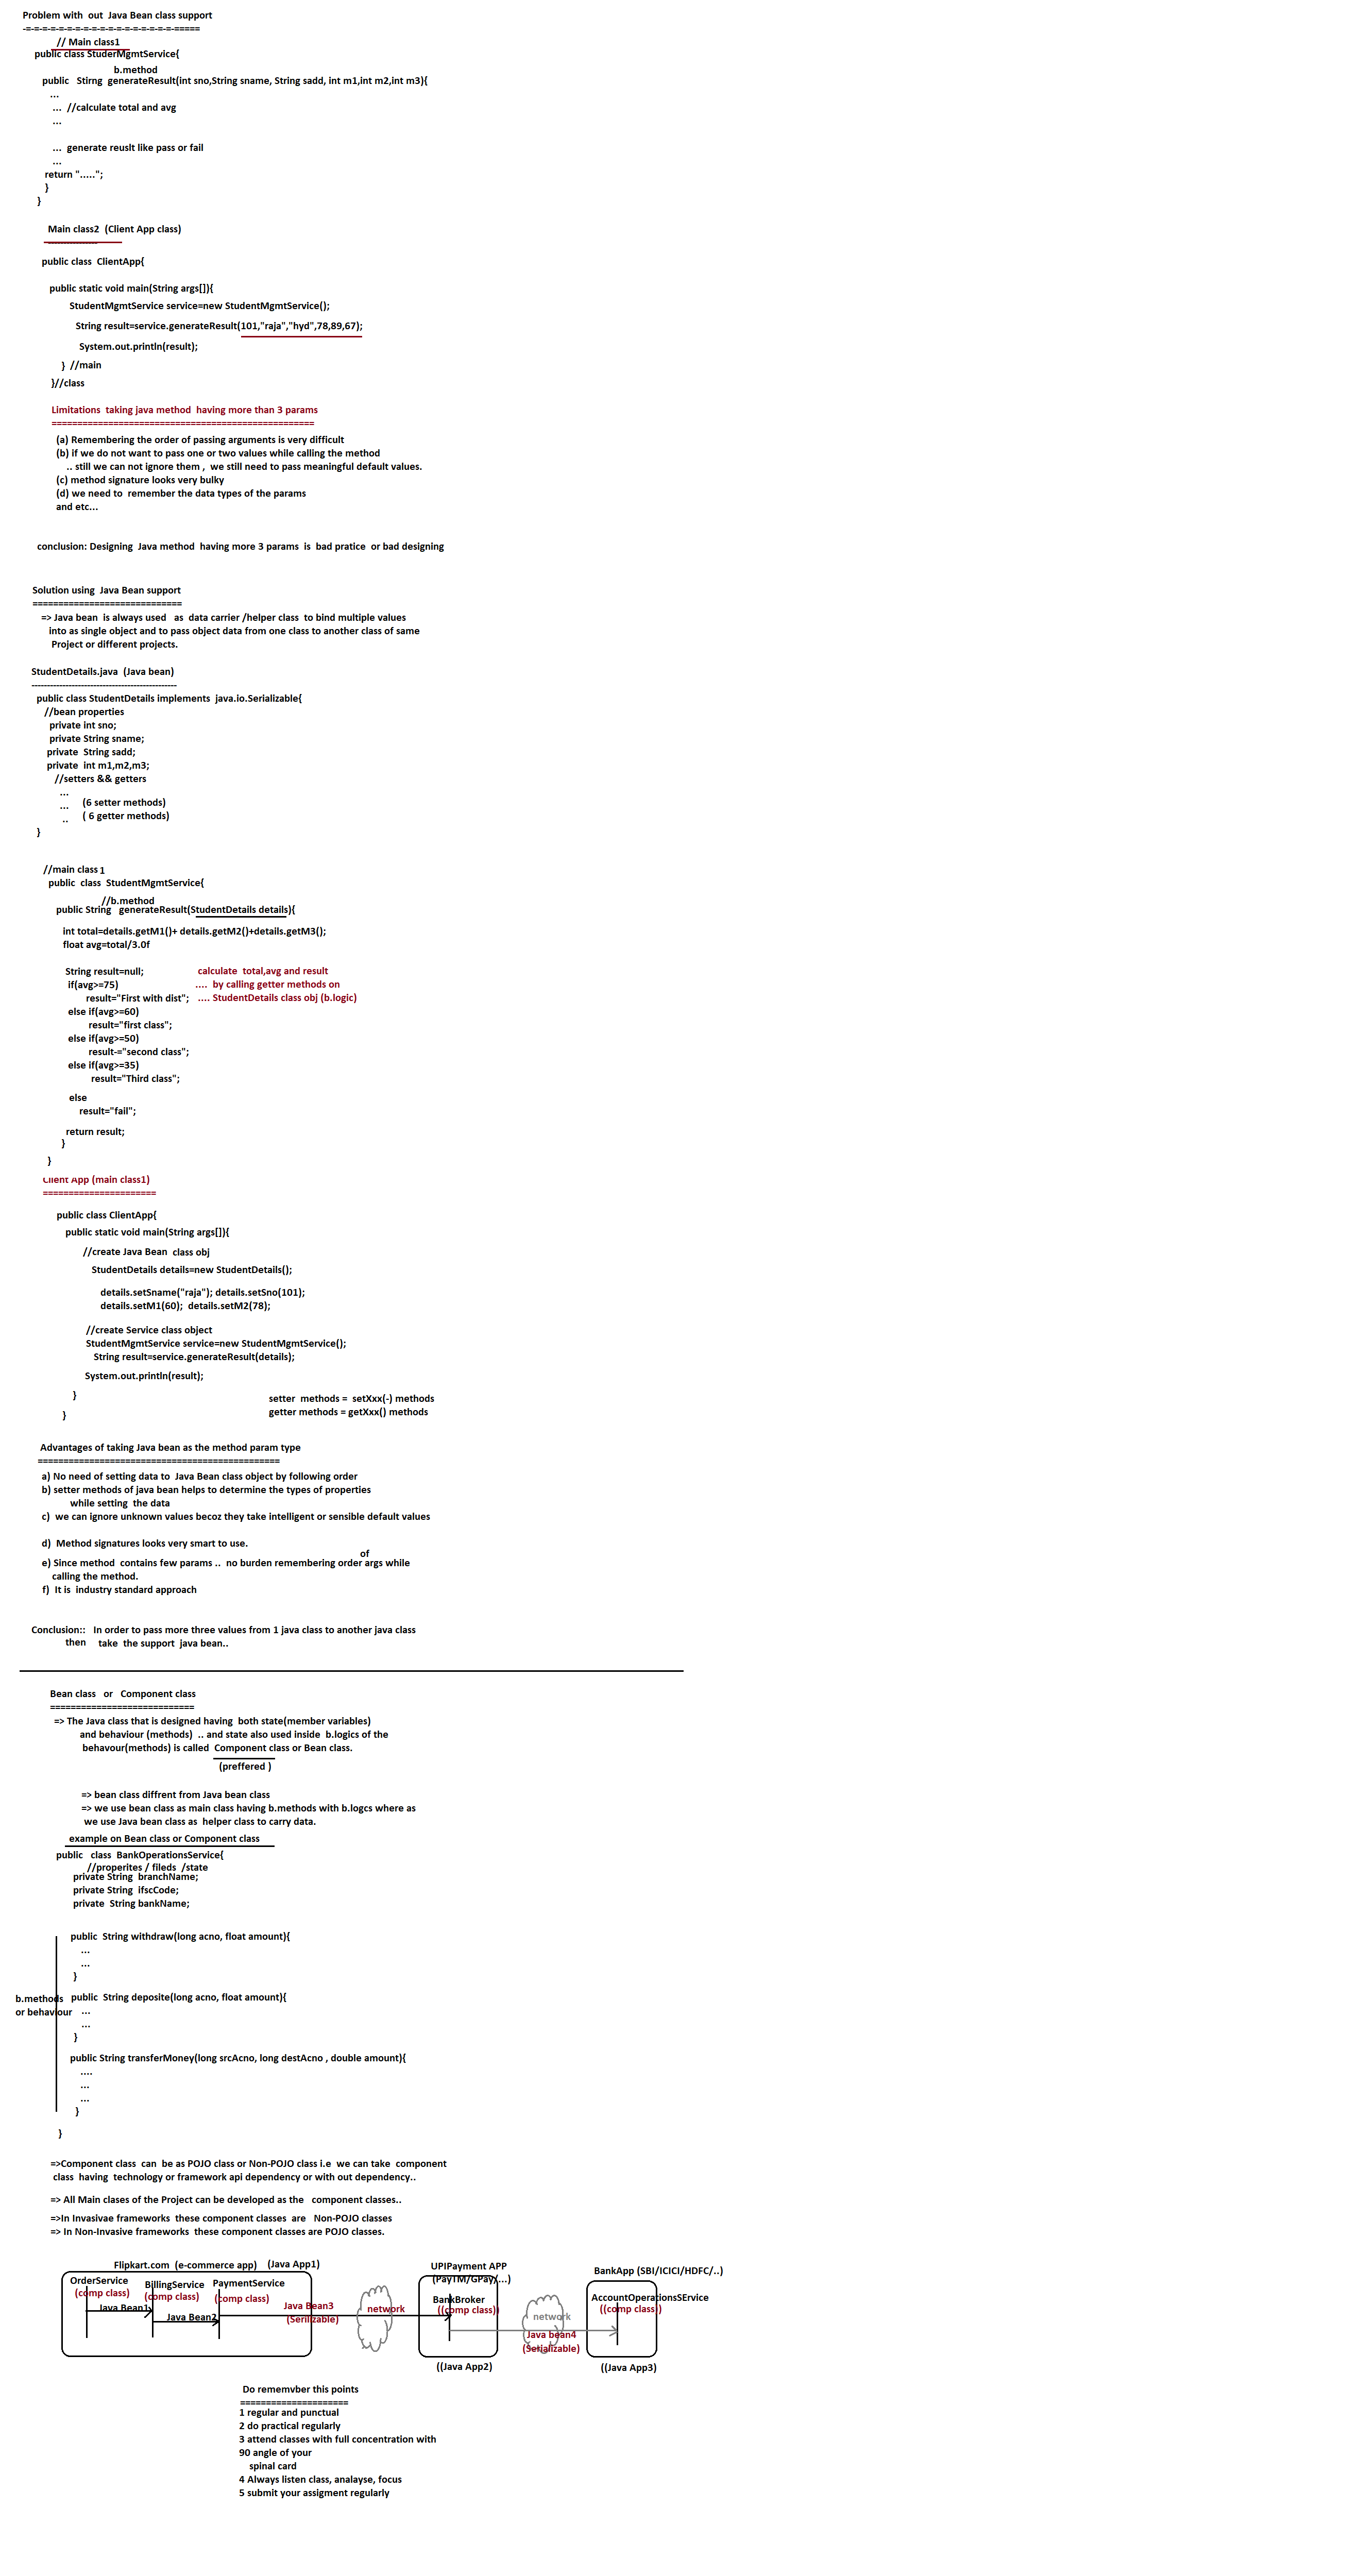 Problem with out Java Bean class support
-=-=-=-=-=-=-=-=-=-=-=-=-=-=-=-=-=-=-=====
// Main class1
public class StuderMgmtService{
b.method
public Stirng generateResult(int sno,String sname, String sadd, int m1,int m2,int m3){
...
... //calculate total and avg
...
... generate reuslt like pass or fail
...
return ".....";
}
}
Main class2 (Client App class)
----------------
public class ClientApp{
public static void main(String args[]){
StudentMgmtService service=new StudentMgmtService();
String result=service.generateResult(101,"raja","hyd",78,89,67);
System.out.println(result);
} //main
}//class
Limitations taking java method having more than 3 params
===================================================
(a) Remembering the order of passing arguments is very difficult
(b) if we do not want to pass one or two values while calling the method
.. still we can not ignore them , we still need to pass meaningful default values.
(c) method signature looks very bulky
(d) we need to remember the data types of the params
and etc...
conclusion: Designing Java method having more 3 params is bad pratice or bad designing
Solution using Java Bean support
=============================
=> Java bean is always used as data carrier /helper class to bind multiple values
into as single object and to pass object data from one class to another class of same
Project or different projects.
StudentDetails.java (Java bean)
-----------------------------------------------
public class StudentDetails implements java.io.Serializable{
//bean properties
private int sno;
private String sname;
private String sadd;
private int m1,m2,m3;
//setters && getters
...
... (6 setter methods)
.. ( 6 getter methods)
}
//main class 1
public class StudentMgmtService{
//b.method
public String generateResult(StudentDetails details){
int total=details.getM1()+ details.getM2()+details.getM3();
float avg=total/3.0f
String result=null; calculate total,avg and result
if(avg>=75) .... by calling getter methods on
result="First with dist"; .... StudentDetails class obj (b.logic)
else if(avg>=60)
result="first class";
else if(avg>=50)
result-="second class";
else if(avg>=35)
result="Third class";
else
result="fail";
return result;
}
}
Client App (main class1)
======================
public class ClientApp{
public static void main(String args[]){
//create Java Bean class obj
StudentDetails details=new StudentDetails();
details.setSname("raja"); details.setSno(101);
details.setM1(60); details.setM2(78);
//create Service class object
StudentMgmtService service=new StudentMgmtService();
String result=service.generateResult(details);
System.out.println(result);
}
setter methods = setXxx(-) methods
getter methods = getXxx() methods
}
Advantages of taking Java bean as the method param type
===============================================
a) No need of setting data to Java Bean class object by following order
b) setter methods of java bean helps to determine the types of properties
while setting the data
c) we can ignore unknown values becoz they take intelligent or sensible default values
d) Method signatures looks very smart to use.
of
e) Since method contains few params .. no burden remembering order args while
calling the method.
f) It is industry standard approach
Conclusion:: In order to pass more three values from 1 java class to another java class
then take the support java bean..
Bean class or Component class
============================
=> The Java class that is designed having both state(member variables)
and behaviour (methods) .. and state also used inside b.logics of the
behavour(methods) is called Component class or Bean class.
(preffered )
=> bean class diffrent from Java bean class
=> we use bean class as main class having b.methods with b.logcs where as
we use Java bean class as helper class to carry data.
example on Bean class or Component class
public class BankOperationsService{
//properites / fileds /state
private String branchName;
private String ifscCode;
private String bankName;
public String withdraw(long acno, float amount){
...
...
}
b.methods public String deposite(long acno, float amount){
or behaviour ...
...
}
public String transferMoney(long srcAcno, long destAcno , double amount){
....
...
...
}
}
=>Component class can be as POJO class or Non-POJO class i.e we can take component
class having technology or framework api dependency or with out dependency..
=> All Main clases of the Project can be developed as the component classes..
=>In Invasivae frameworks these component classes are Non-POJO classes
=> In Non-Invasive frameworks these component classes are POJO classes.
Flipkart.com (e-commerce app) (Java App1)
OrderService
(comp class)
BillingService
(comp class)
PaymentService
(comp class)
Java Bean1
Java Bean2
Java Bean3
(Serilizable)
network
UPIPayment APP
(PayTM/GPay/...)
BankBroker
((comp class))
((Java App2)
network
Java bean4
(Serializable)
BankApp (SBI/ICICI/HDFC/..)
AccountOperationsSErvice
((comp class))
((Java App3)
Do rememvber this points
=====================
1 regular and punctual
2 do practical regularly
3 attend classes with full concentration with
90 angle of your
spinal card
4 Always listen class, analayse, focus
5 submit your assigment regularly